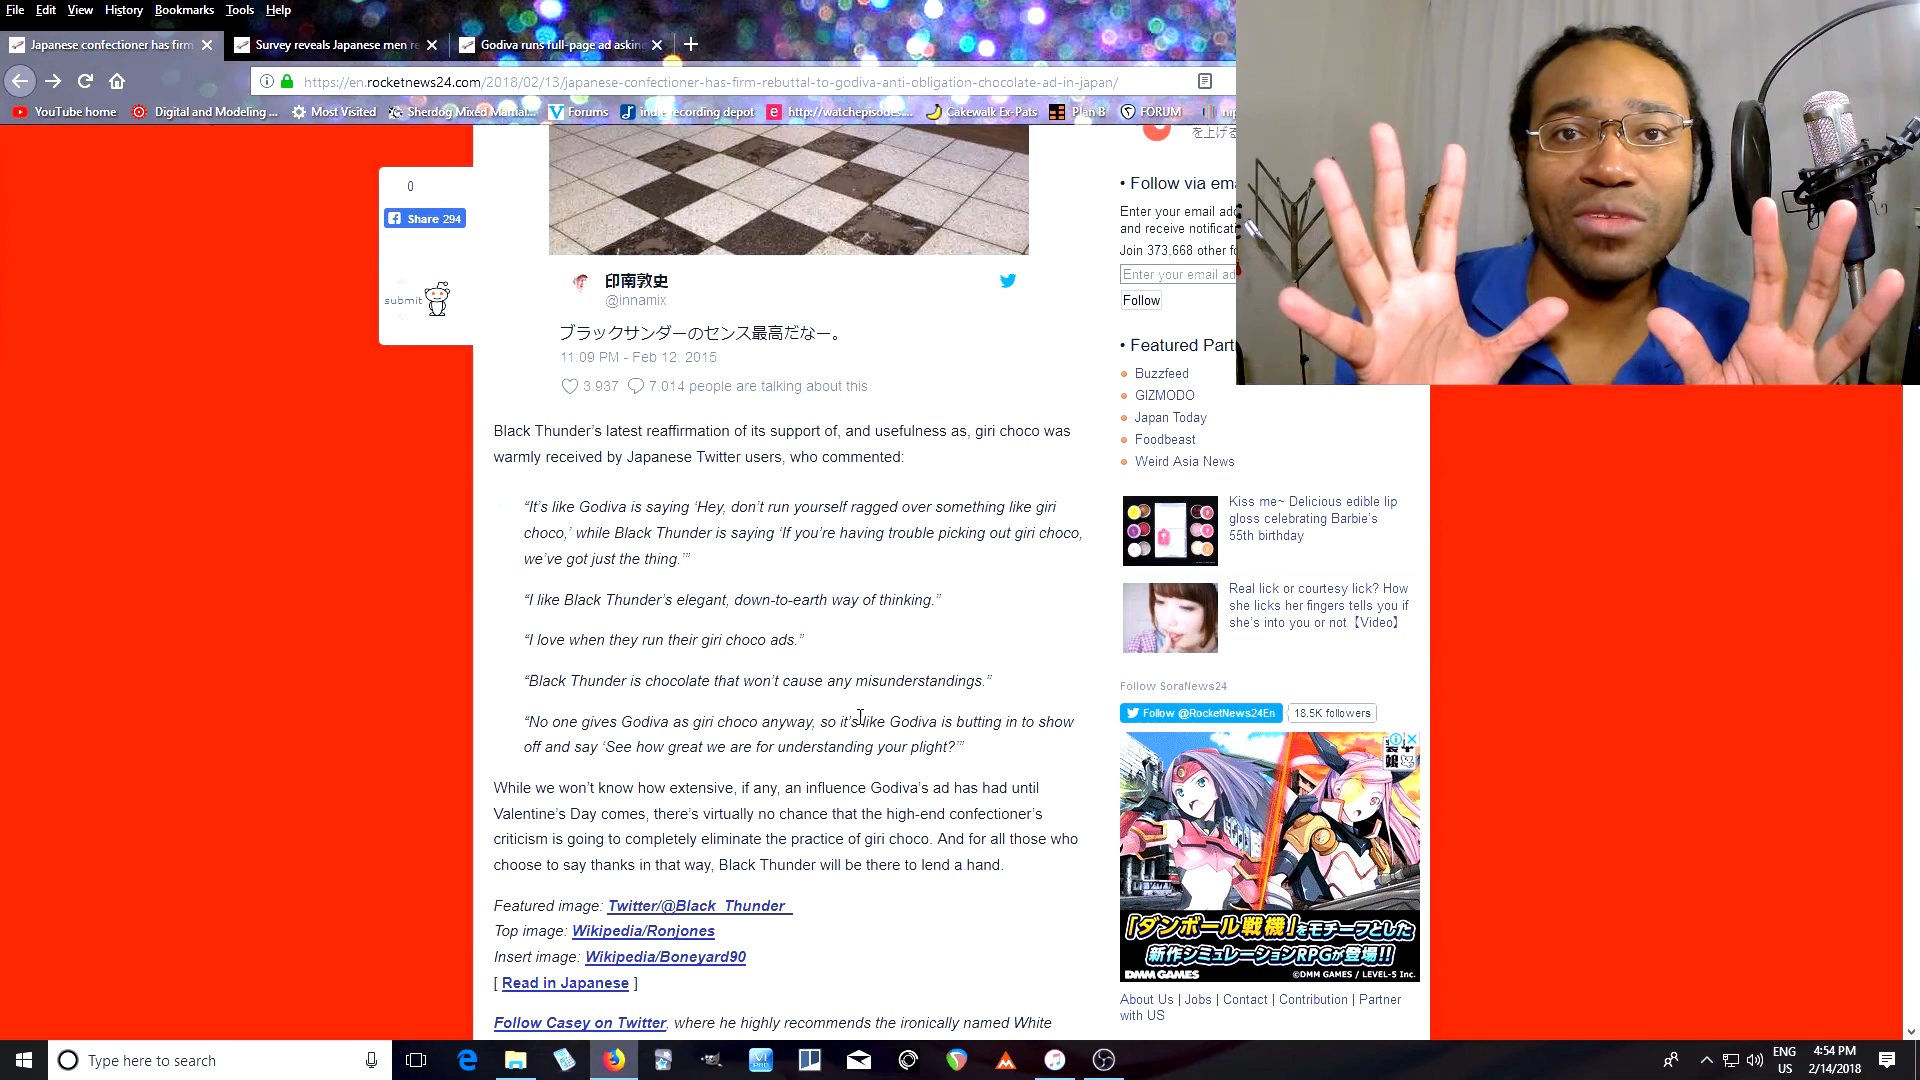 File Edit View History Bookmarks Tools Help
Japanese confectioner has firm
Survey reveals Japanese men re
Godiva runs full-page ad askin
https://en.rocketnews24.com/2018/02/13/japanese-confectioner-has-firm-rebuttal-to-godiva-anti-obligation-chocolate-ad-in-japan/
YouTube home Digital and Modeling ... Most Visited Sherdog Mixed Martial... Forums indie recording depot http://watchepisodes.... Cakewalk Ex-Pats Plan B FORUM
0
Share 294
submit
印南敦史
@innamix
ブラックサンダーのセンス最高だなー。
11:09 PM - Feb 12, 2015
3,937 7,014 people are talking about this
Black Thunder’s latest reaffirmation of its support of, and usefulness as, giri choco was
warmly received by Japanese Twitter users, who commented:
“It’s like Godiva is saying ‘Hey, don’t run yourself ragged over something like giri
choco,’ while Black Thunder is saying ‘If you’re having trouble picking out giri choco,
we’ve got just the thing.’”
“I like Black Thunder’s elegant, down-to-earth way of thinking.”
“I love when they run their giri choco ads.”
“Black Thunder is chocolate that won’t cause any misunderstandings.”
“No one gives Godiva as giri choco anyway, so it’s like Godiva is butting in to show
off and say ‘See how great we are for understanding your plight?’”
While we won’t know how extensive, if any, an influence Godiva’s ad has had until
Valentine’s Day comes, there’s virtually no chance that the high-end confectioner’s
criticism is going to completely eliminate the practice of giri choco. And for all those who
choose to say thanks in that way, Black Thunder will be there to lend a hand.
Featured image: Twitter/@Black_Thunder_
Top image: Wikipedia/Ronjones
Insert image: Wikipedia/Boneyard90
[ Read in Japanese ]
Follow Casey on Twitter, where he highly recommends the ironically named White
を上げる
• Follow via ema
Enter your email add
and receive notificati
Join 373,668 other fo
Enter your email ad
Follow
• Featured Part
Buzzfeed
GIZMODO
Japan Today
Foodbeast
Weird Asia News
Kiss me~ Delicious edible lip
gloss celebrating Barbie’s
55th birthday
Real lick or courtesy lick? How
she licks her fingers tells you if
she’s into you or not【Video】
Follow SoraNews24
Follow @RocketNews24En 18.5K followers
「ダンボール戦機」をモチーフとした
新作シミュレーションRPGが登場!!
DMM GAMES ©DMM GAMES / LEVEL-5 Inc.
About Us | Jobs | Contact | Contribution | Partner
with US
Type here to search
ENG
US
4:54 PM
2/14/2018